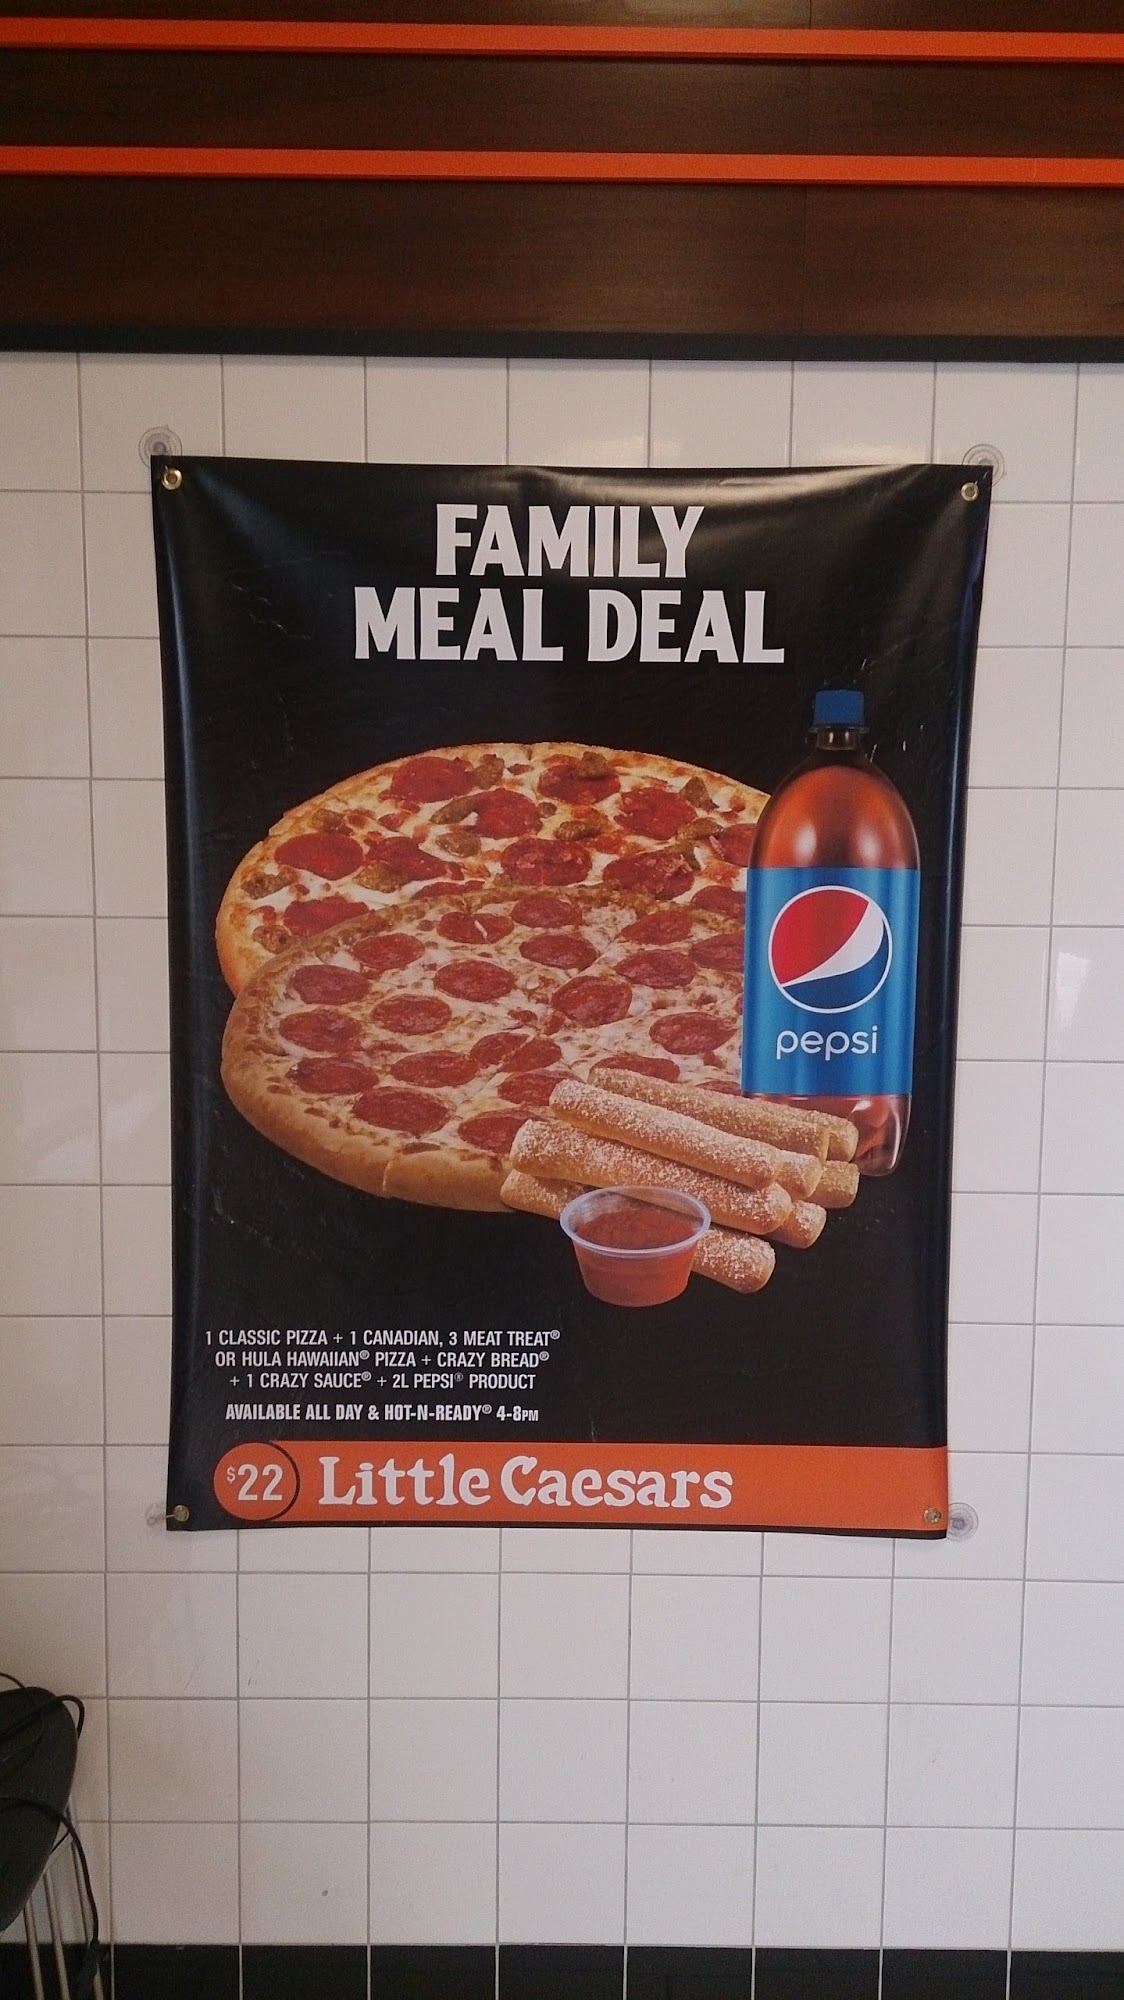 FAMILY
MEAL DEAL
pepsi
1 CLASSIC PIZZA + 1 CANADIAN, 3 MEAT TREAT®
OR HULA HAWAIIAN® PIZZA + CRAZY BREAD®
+ 1 CRAZY SAUCE® + 2L PEPSI® PRODUCT
AVAILABLE ALL DAY & HOT-N-READY® 4-8PM
$22 Little Caesars